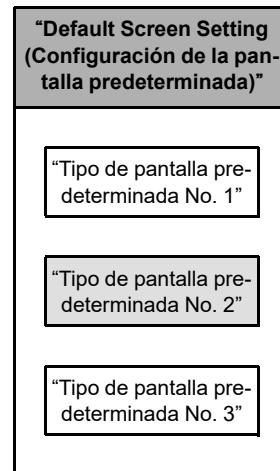 “Default Screen Setting
(Configuración de la pan-
talla predeterminada)”
“Tipo de pantalla pre-
determinada No. 1”
“Tipo de pantalla pre-
determinada No. 2”
“Tipo de pantalla pre-
determinada No. 3”